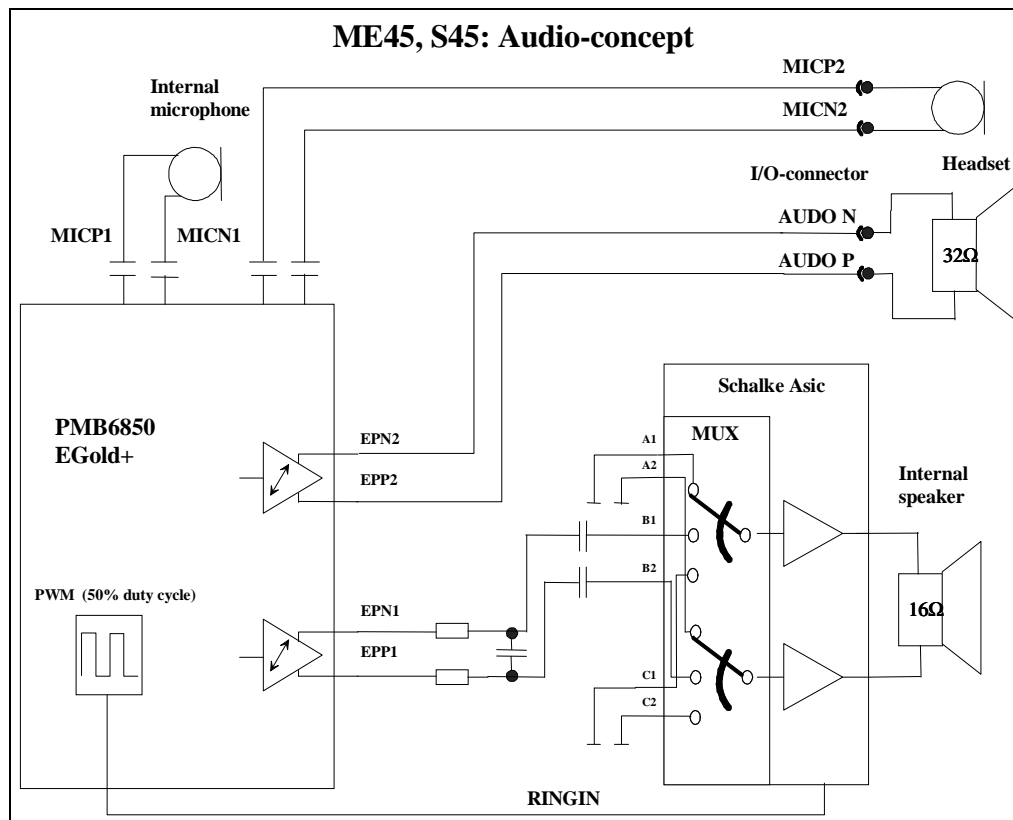 ME45, S45: Audio-concept
MICP2
Internal
microphone
MICN2
I/O-connector
Headset
MICP1
MICN1
AUDO N
AUDO P
32Ω
Schalke Asic
PMB6850
EGold+
MUX
EPN2
EPP2
A1
A2
B1
B2
C1
C2
Internal
speaker
16Ω
PWM (50% duty cycle)
EPN1
EPP1
RINGIN